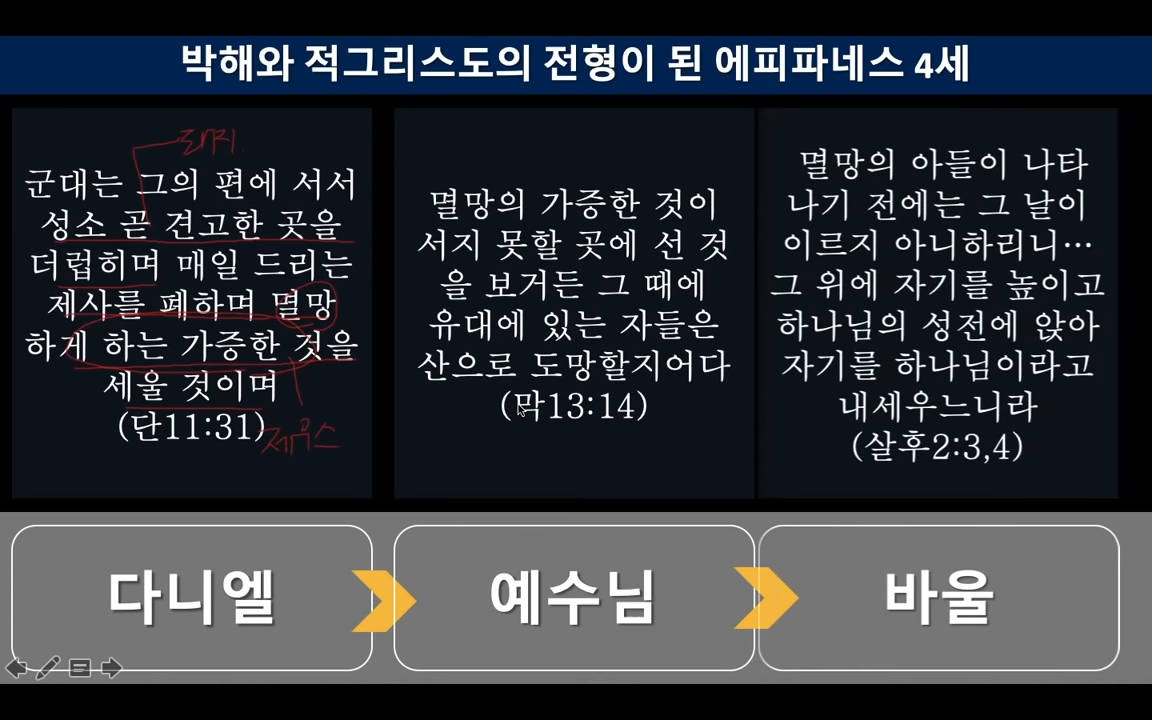 박해와 적그리스도의 전형이 된 에피파네스 4세
돼지
군대는 그의 편에 서서
성소 곧 견고한 곳을
더럽히며 매일 드리는
제사를 폐하며 멸망
하게 하는 가증한 것을
세울 것이며
(단11:31)
제우스
멸망의 가증한 것이
서지 못할 곳에 선 것
을 보거든 그 때에
유대에 있는 자들은
산으로 도망할지어다
(막13:14)
멸망의 아들이 나타
나기 전에는 그 날이
이르지 아니하리니…
그 위에 자기를 높이고
하나님의 성전에 앉아
자기를 하나님이라고
내세우느니라
(살후2:3,4)
다니엘
예수님
바울